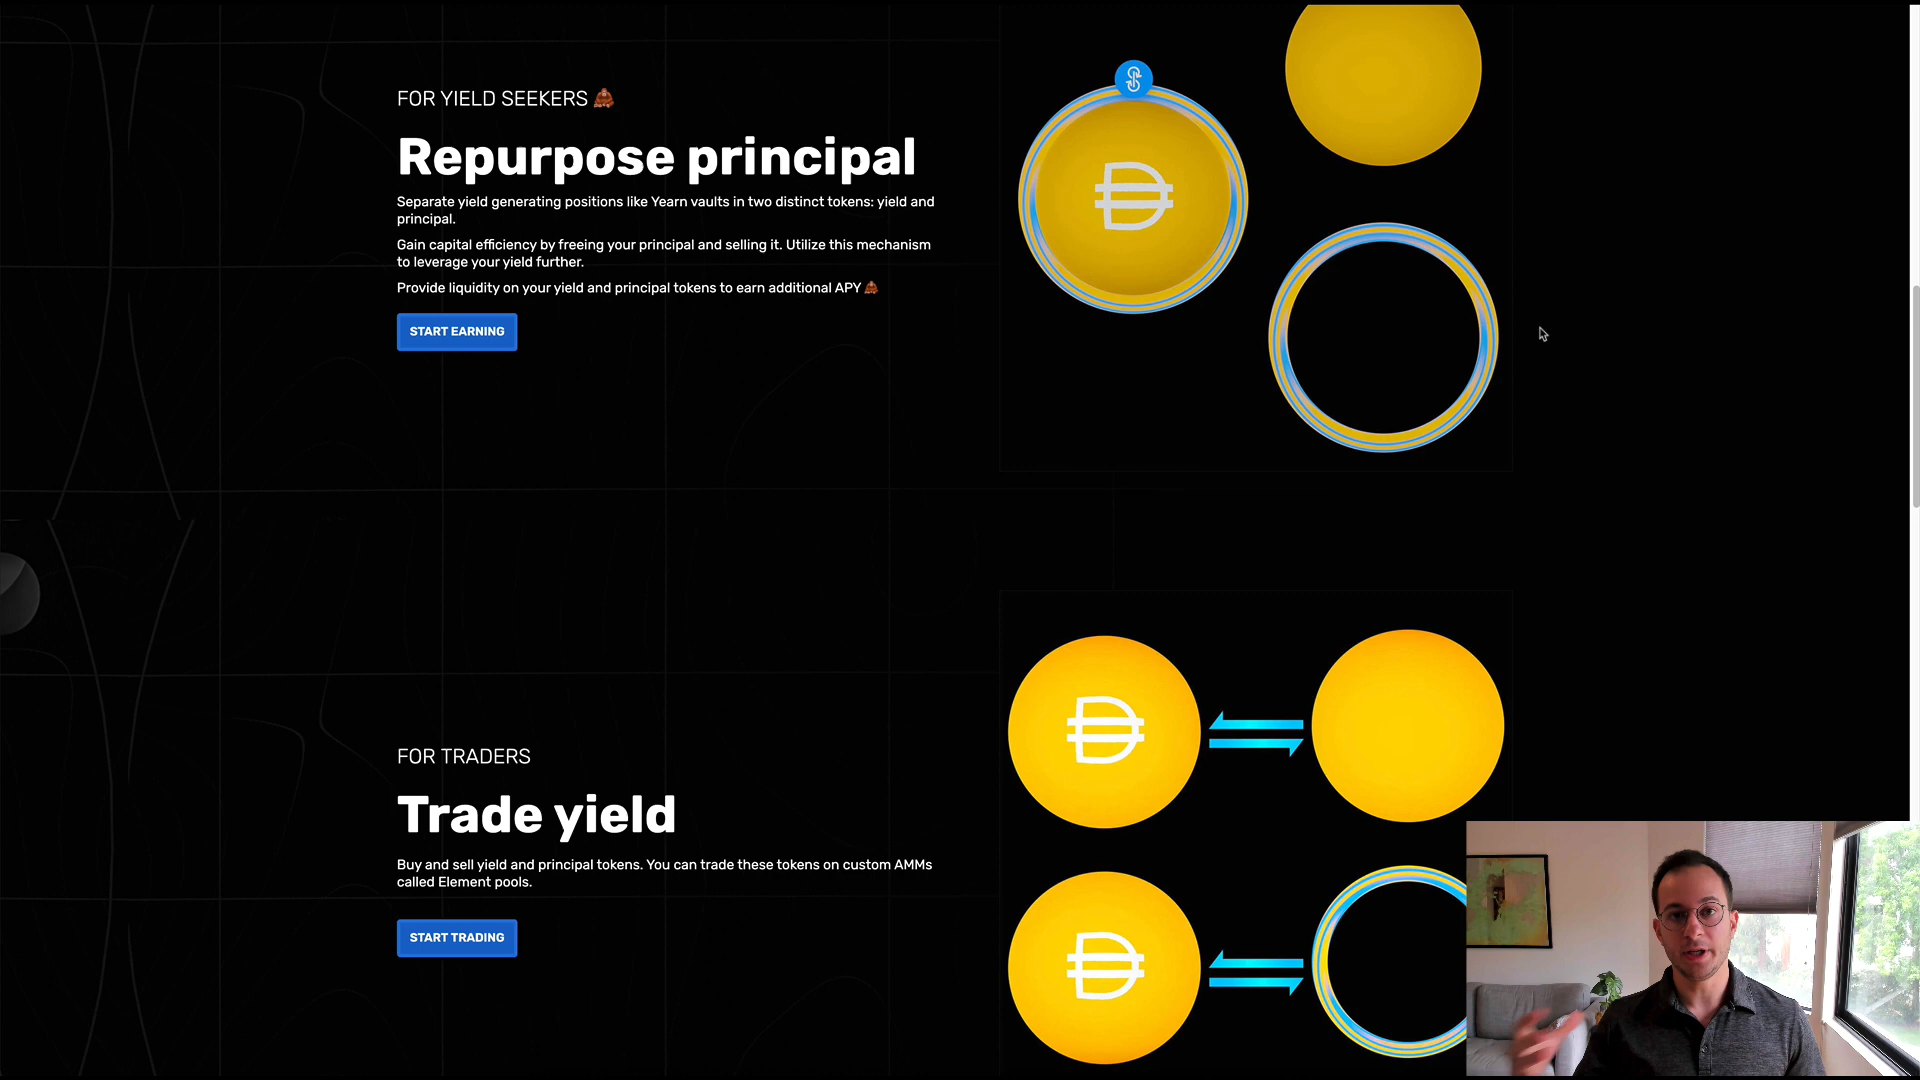 FOR YIELD SEEKERS
Repurpose principal
Separate yield generating positions like Yearn vaults in two distinct tokens: yield and
principal.
Gain capital efficiency by freeing your principal and selling it. Utilize this mechanism
to leverage your yield further.
Provide liquidity on your yield and principal tokens to earn additional APY
START EARNING
FOR TRADERS
Trade yield
Buy and sell yield and principal tokens. You can trade these tokens on custom AMMs
called Element pools.
START TRADING